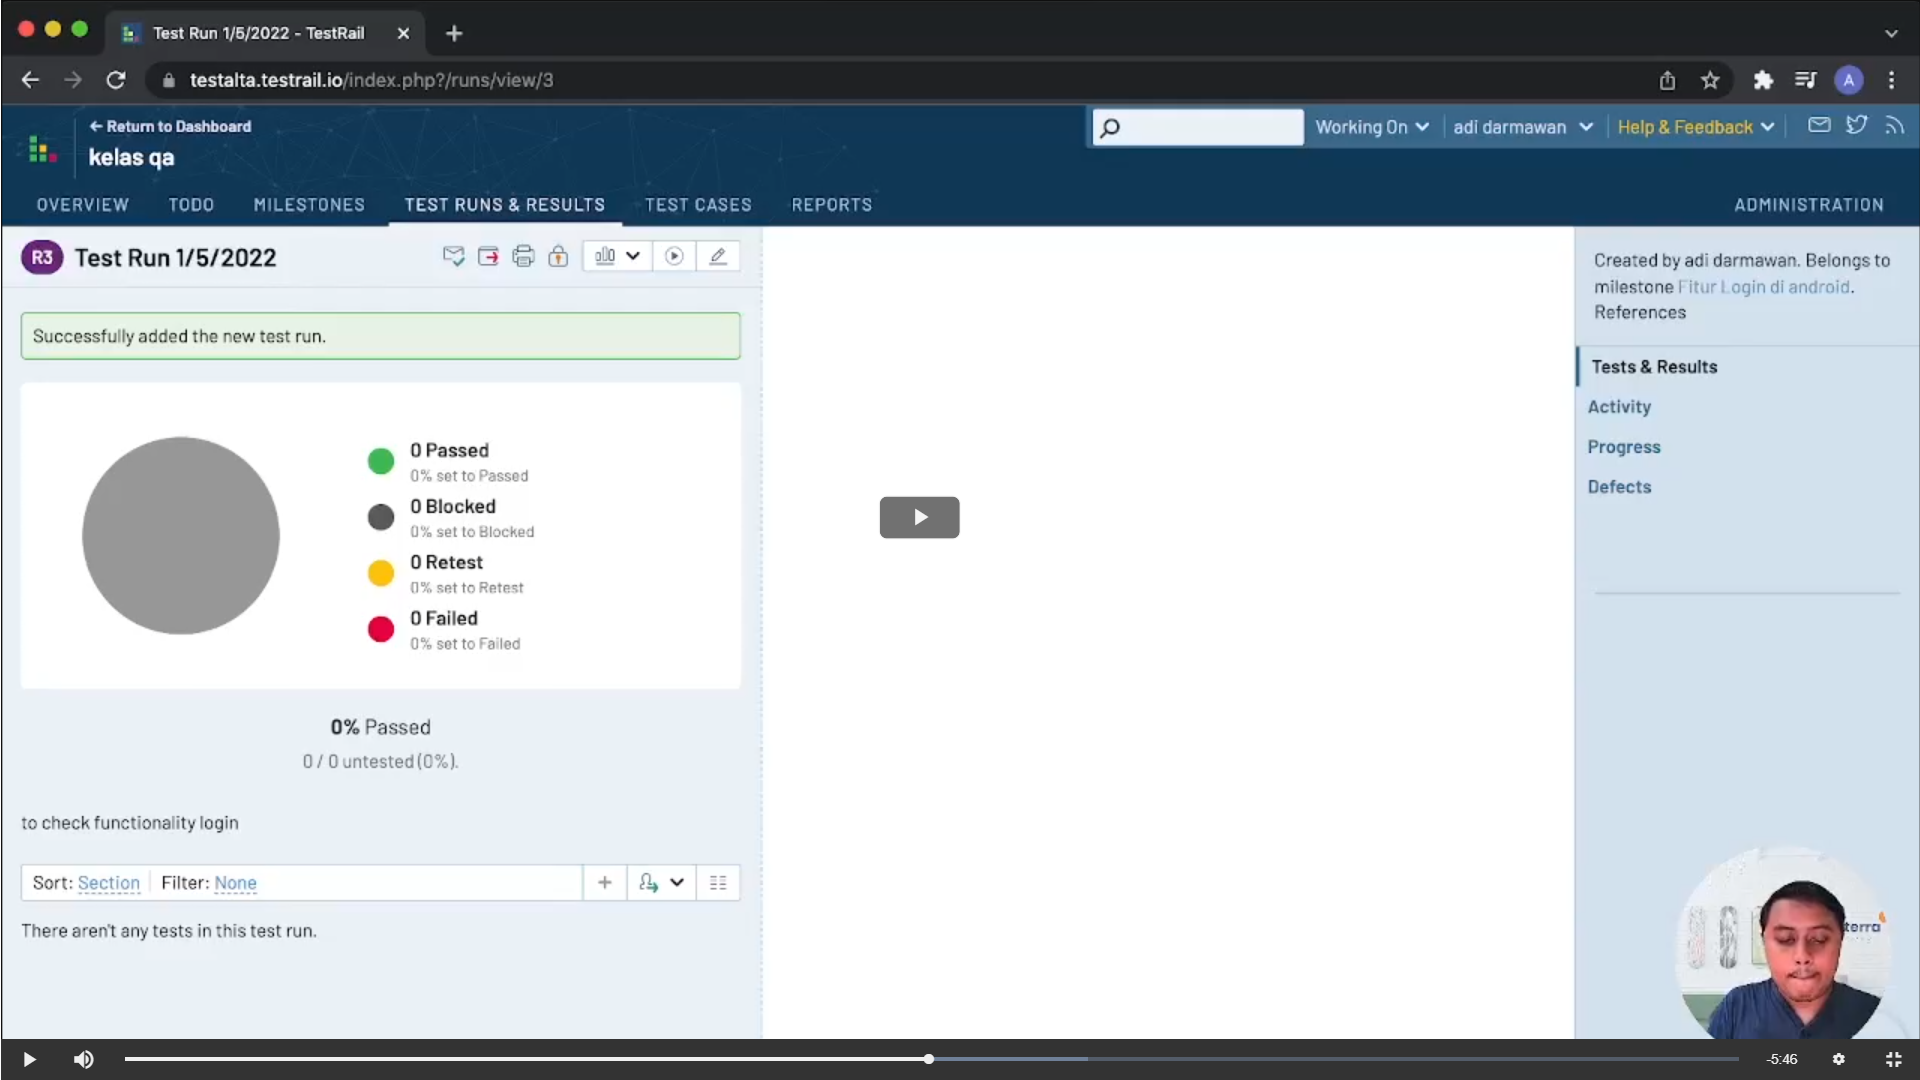 Test Run 1/5/2022 - TestRail
testalta.testrail.io/index.php?/runs/view/3
A
← Return to Dashboard
kelas qa
Working On
adi darmawan
Help & Feedback
OVERVIEW
TODO
MILESTONES
TEST RUNS & RESULTS
TEST CASES
REPORTS
ADMINISTRATION
R3
Test Run 1/5/2022
Successfully added the new test run.
0 Passed
0% set to Passed
0 Blocked
0% set to Blocked
0 Retest
0% set to Retest
0 Failed
0% set to Failed
0% Passed
0 / 0 untested (0%).
to check functionality login
Sort: Section
Filter: None
There aren't any tests in this test run.
Created by adi darmawan. Belongs to
milestone Fitur Login di android.
References
Tests & Results
Activity
Progress
Defects
terra
-5:46